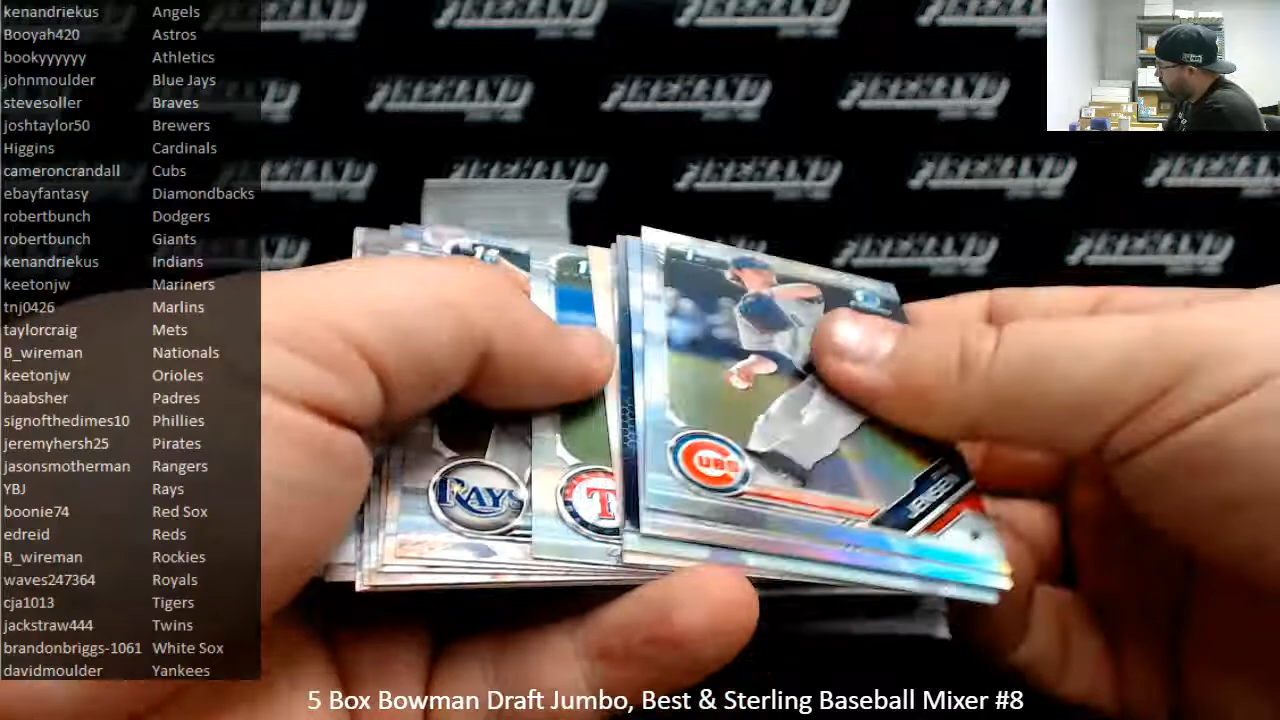 kenandriekus Angels
Booyah420 Astros
bookyyyyyy Athletics
johnmoulder Blue Jays
stevesoller Braves
joshtaylor50 Brewers
Higgins Cardinals
cameroncrandall Cubs
ebayfantasy Diamondbacks
robertbunch Dodgers
robertbunch Giants
kenandriekus Indians
keetonjw Mariners
tnj0426 Marlins
taylorcraig Mets
B_wireman Nationals
keetonjw Orioles
baabsher Padres
signofthedimes10 Phillies
jeremyhersh25 Pirates
jasonsmotherman Rangers
YBJ Rays
boonie74 Red Sox
edreid Reds
B_wireman Rockies
waves247364 Royals
cja1013 Tigers
jackstraw444 Twins
brandonbriggs-1061 White Sox
davidmoulder Yankees
RAYS
T
CUBS
JENSEN
5 Box Bowman Draft Jumbo, Best & Sterling Baseball Mixer #8